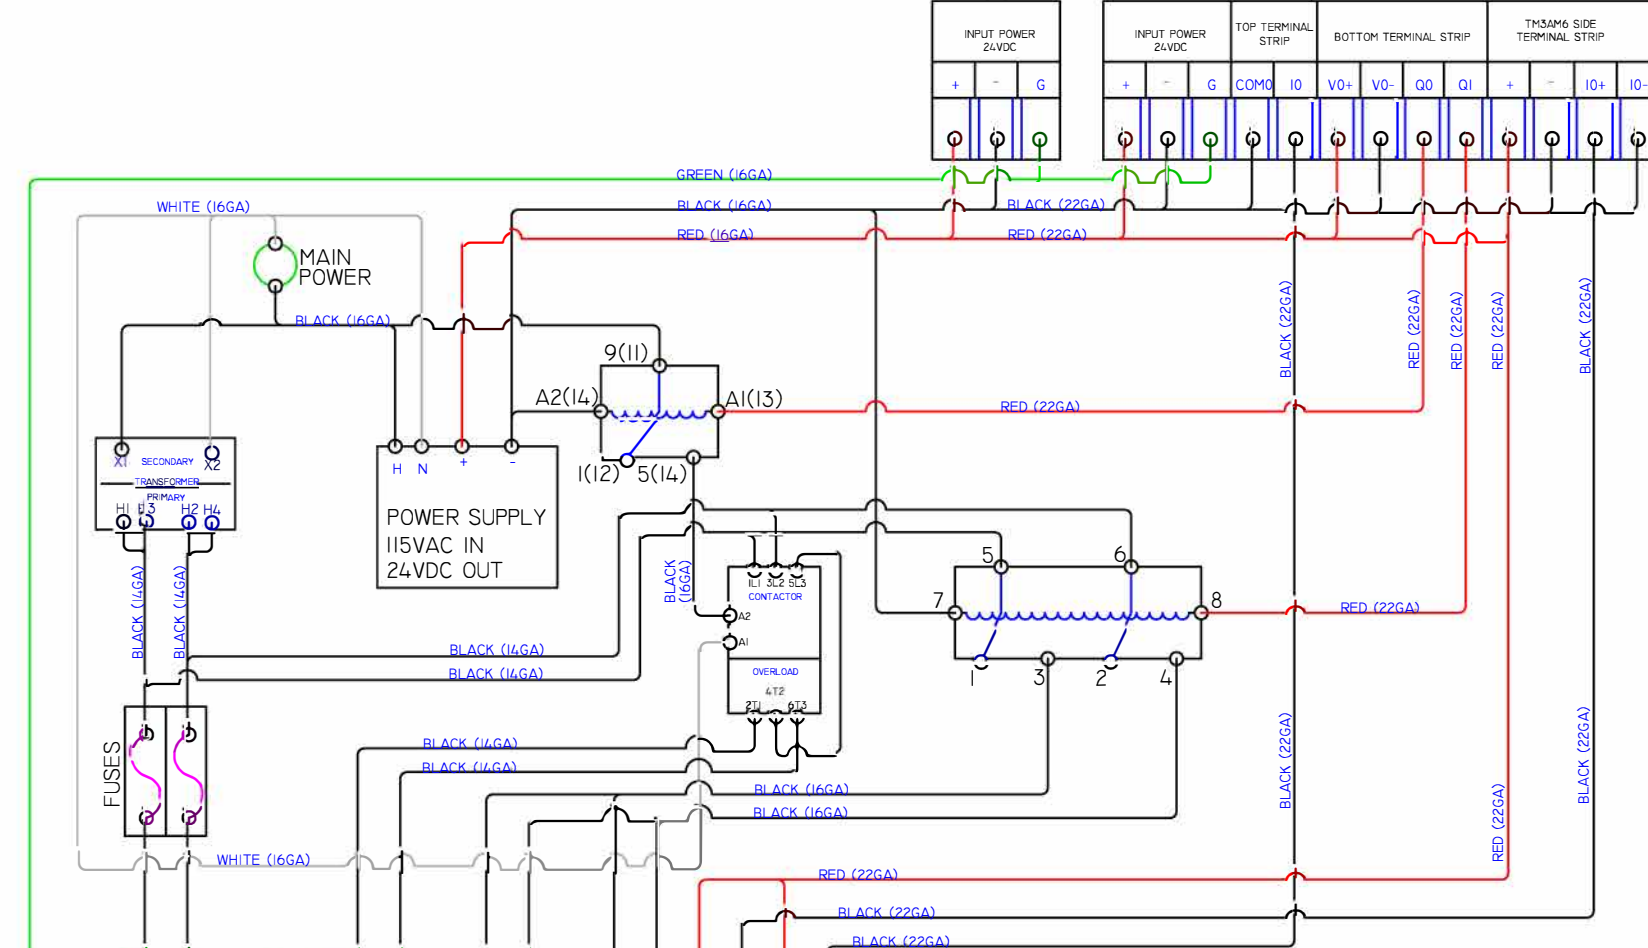 INPUT POWER
24VDC
INPUT POWER
24VDC
TOP TERMINAL
STRIP
BOTTOM TERMINAL STRIP
TM3AM6 SIDE
TERMINAL STRIP
+ - G
+ - G COM0 I0 V0+ V0- Q0 Q1 + - I0+ I0-
GREEN (16GA)
WHITE (16GA)
BLACK (16GA)
BLACK (22GA)
RED (16GA)
RED (22GA)
MAIN
POWER
BLACK (16GA)
BLACK (22GA)
RED (22GA)
RED (22GA)
RED (22GA)
BLACK (22GA)
9(11)
A2(14)
A1(13)
RED (22GA)
1(12) 5(14)
X1 SECONDARY X2
TRANSFORMER
PRIMARY
H1 H3 H2 H4
H N + -
POWER SUPPLY
115VAC IN
24VDC OUT
BLACK (14GA)
BLACK (14GA)
BLACK
(16GA)
1L1 3L2 5L3
CONTACTOR
A2
A1
OVERLOAD
4T2
2T1 6T3
5 6
7 8
RED (22GA)
1 3 2 4
BLACK (14GA)
BLACK (14GA)
FUSES
BLACK (14GA)
BLACK (14GA)
BLACK (16GA)
BLACK (16GA)
BLACK (22GA)
RED (22GA)
BLACK (22GA)
WHITE (16GA)
RED (22GA)
BLACK (22GA)
BLACK (22GA)